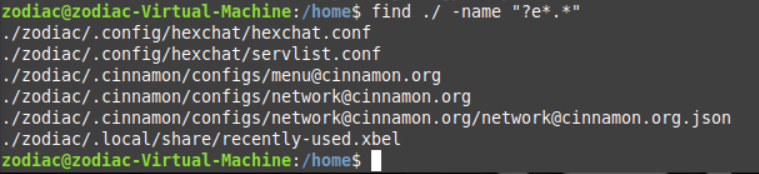 zodiac@zodiac-Virtual-Machine:/home$ find ./ -name "?e*.*"
./zodiac/.config/hexchat/hexchat.conf
./zodiac/.config/hexchat/servlist.conf
./zodiac/.cinnamon/configs/menu@cinnamon.org
./zodiac/.cinnamon/configs/network@cinnamon.org
./zodiac/.cinnamon/configs/network@cinnamon.org/network@cinnamon.org.json
./zodiac/.local/share/recently-used.xbel
zodiac@zodiac-Virtual-Machine:/home$